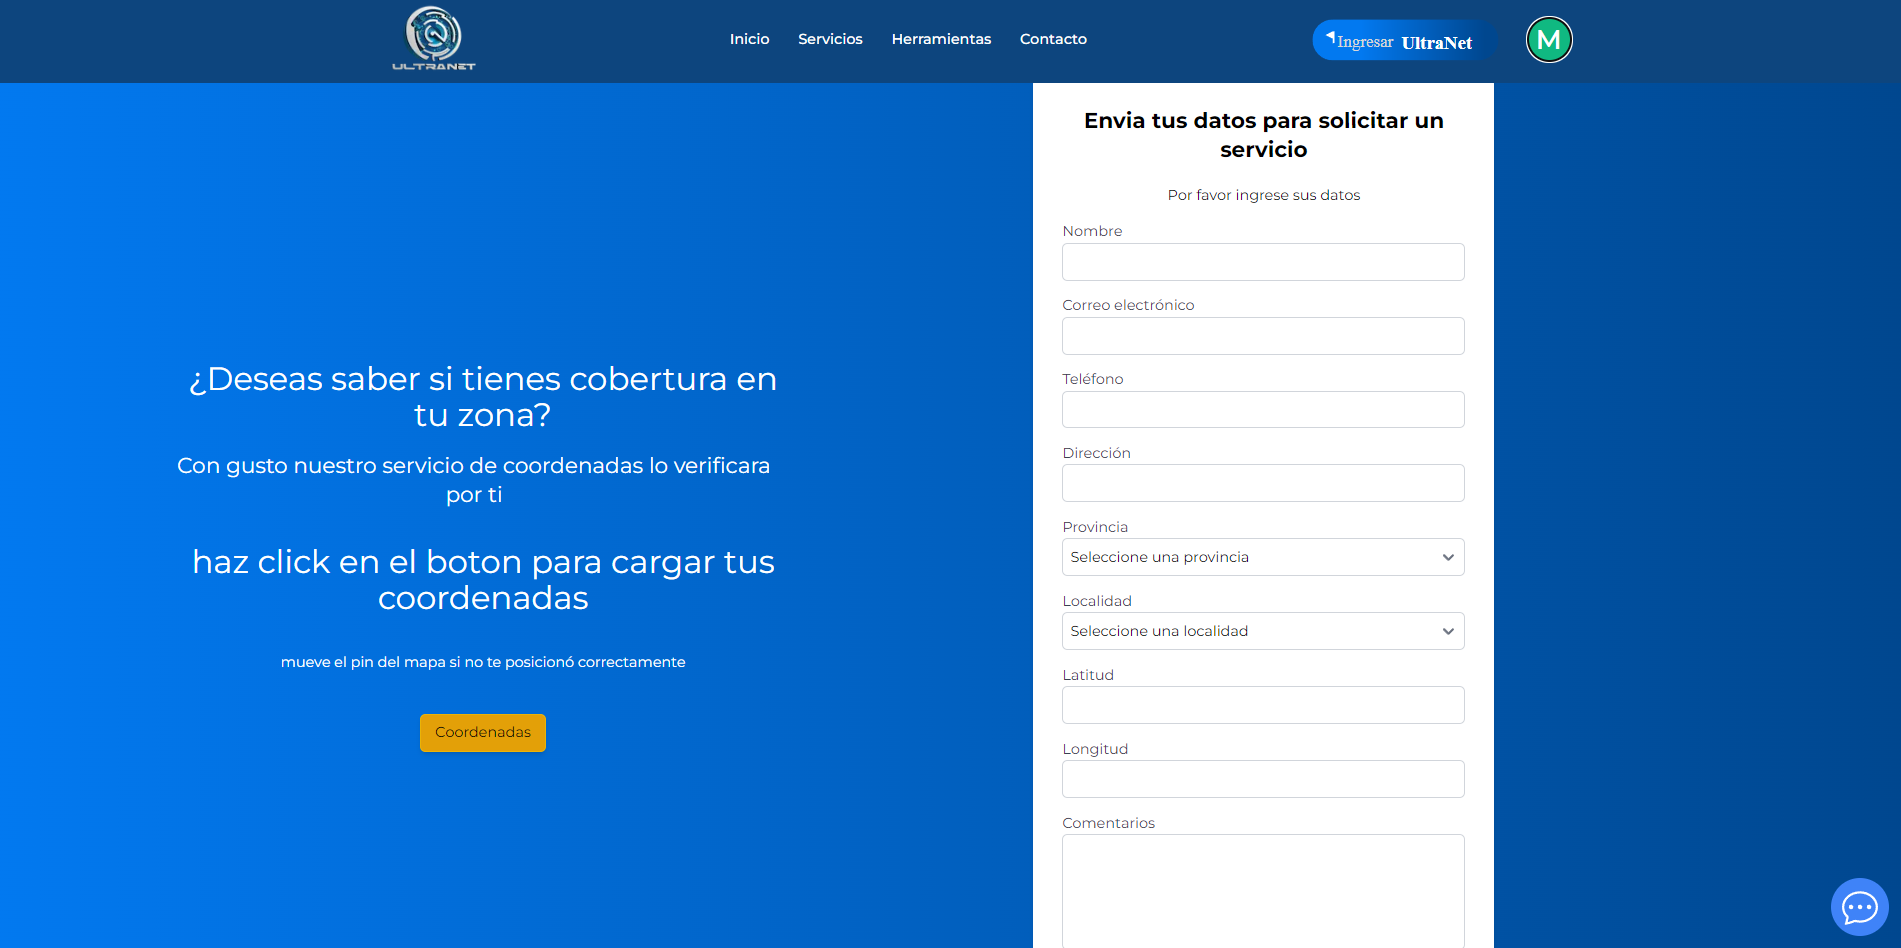 ULTRANET
Inicio Servicios Herramientas Contacto
Ingresar UltraNet
M
¿Deseas saber si tienes cobertura en
tu zona?
Con gusto nuestro servicio de coordenadas lo verificara
por ti
haz click en el boton para cargar tus
coordenadas
mueve el pin del mapa si no te posicionó correctamente
Coordenadas
Envia tus datos para solicitar un
servicio
Por favor ingrese sus datos
Nombre
Correo electrónico
Teléfono
Dirección
Provincia
Seleccione una provincia
Localidad
Seleccione una localidad
Latitud
Longitud
Comentarios